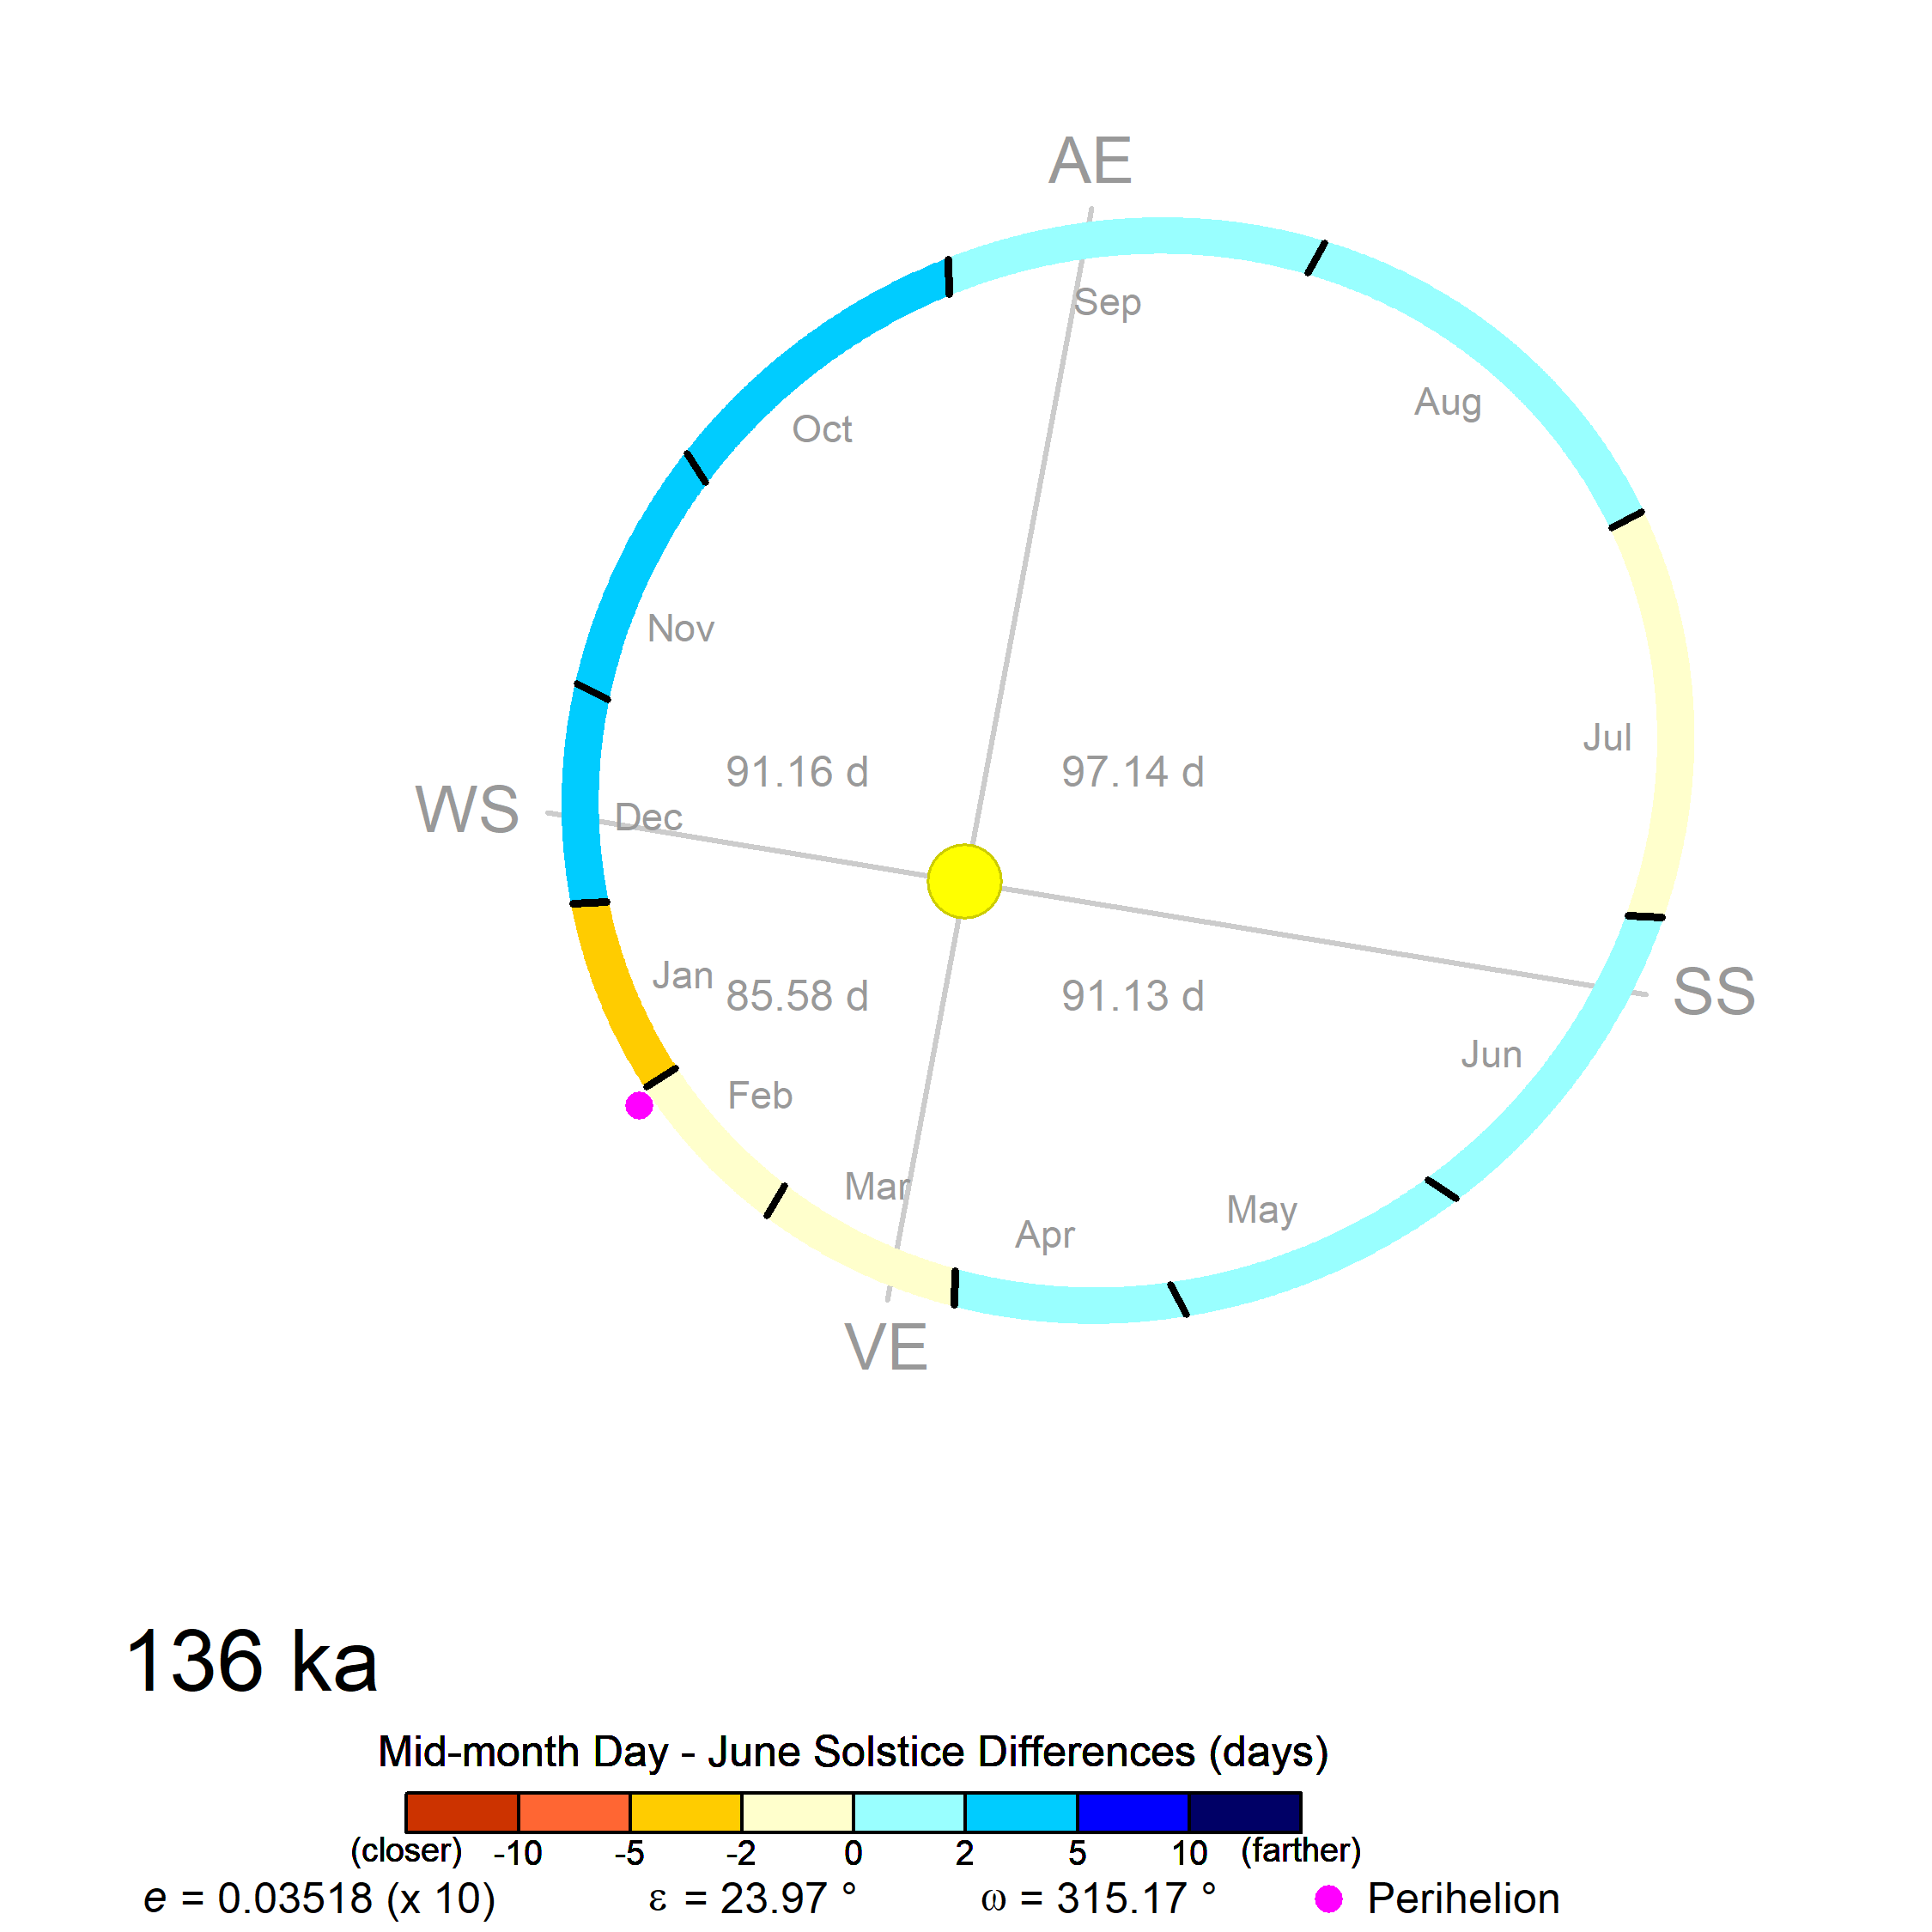 AE
Sep
Aug
Oct
Nov
Jul
91.16 d
97.14 d
WS
Dec
Jan
85.58 d
91.13 d
SS
Jun
Feb
Mar
Apr
May
VE
136 ka
Mid-month Day - June Solstice Differences (days)
(closer) -10 -5 -2 0 2 5 10 (farther)
e = 0.03518 (x 10) ε = 23.97 ° ω = 315.17 ° Perihelion